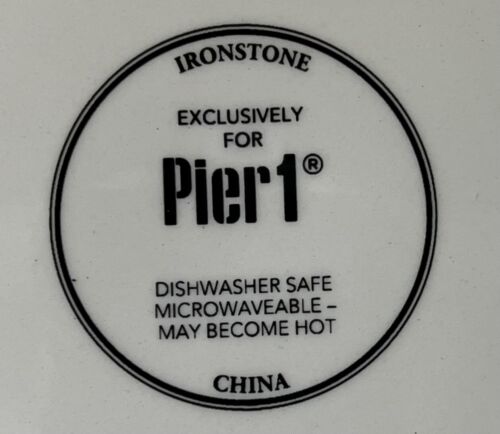 IRONSTONE
EXCLUSIVELY
FOR
Pier1®
DISHWASHER SAFE
MICROWAVEABLE –
MAY BECOME HOT
CHINA